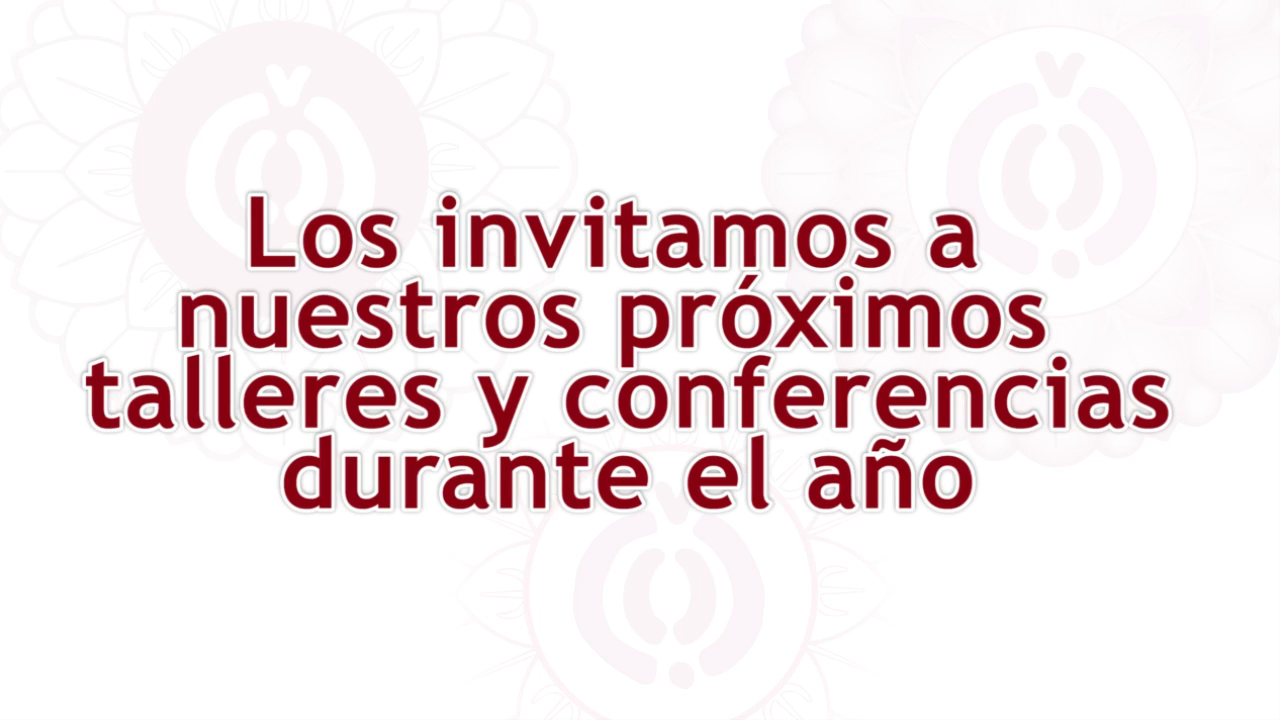 Los invitamos a
nuestros próximos
talleres y conferencias
durante el año